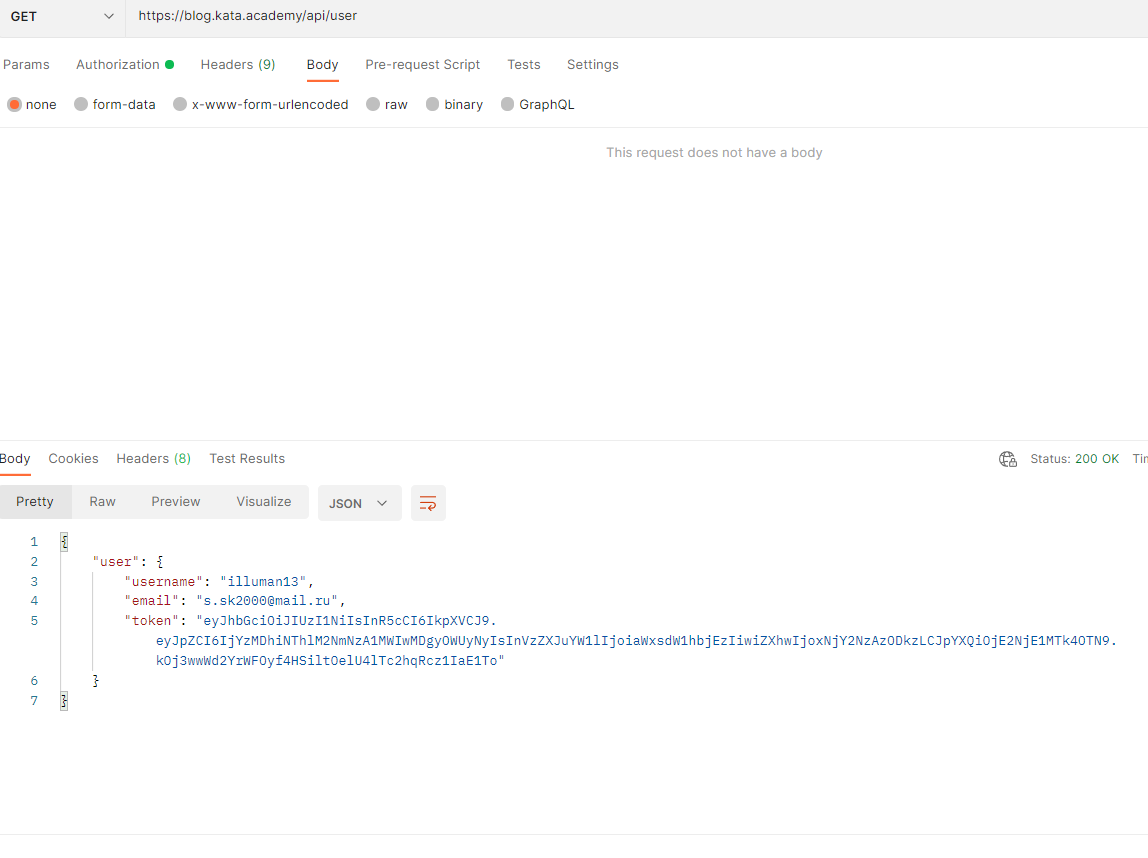 GET
https://blog.kata.academy/api/user
Params Authorization Headers (9) Body Pre-request Script Tests Settings
none form-data x-www-form-urlencoded raw binary GraphQL
This request does not have a body
Body Cookies Headers (8) Test Results
Status: 200 OK Tim
Pretty Raw Preview Visualize JSON
1 {
2 "user": {
3 "username": "illuman13",
4 "email": "s.sk2000@mail.ru",
5 "token": "eyJhbGciOiJIUzI1NiIsInR5cCI6IkpXVCJ9.
eyJpZCI6IjYzMDhiNThlM2NmNzA1MWIwMDgyOWUyNyIsInVzZXJuYW1lIjoiaWxsdW1hbjEzIiwiZXhwIjoxNjY2NzAzODkzLCJpYXQiOjE2NjE1MTk4OTN9.
kOj3wwWd2YrWFOyf4HSiltOelU4lTc2hqRcz1IaE1To"
6 }
7 }